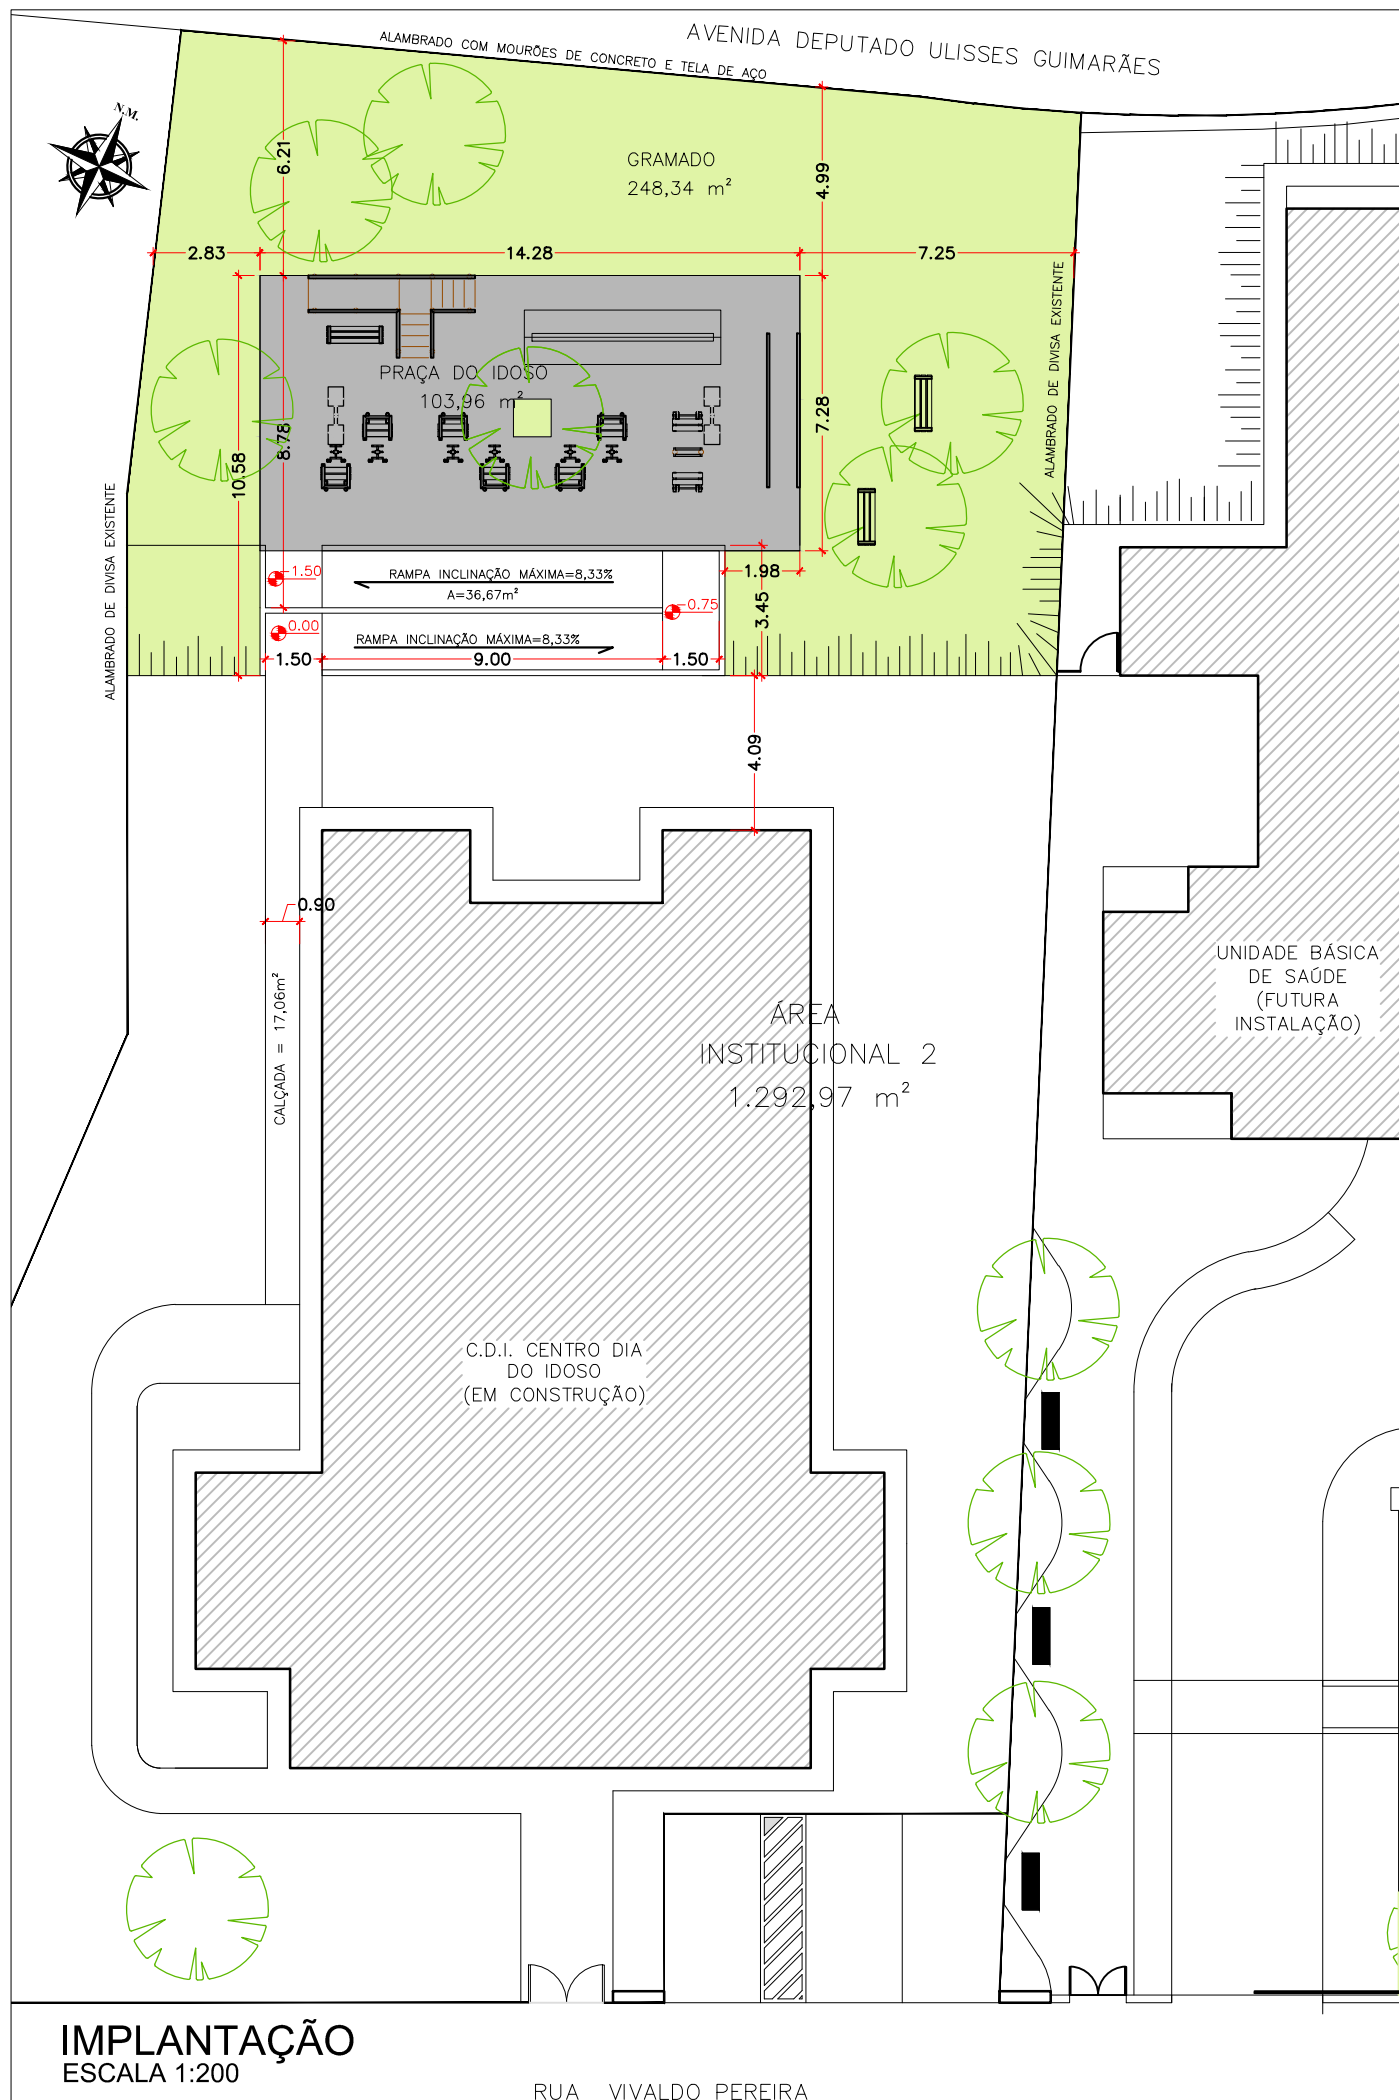 AVENIDA DEPUTADO ULISSES GUIMARÃES
ALAMBRADO COM MOURÕES DE CONCRETO E TELA DE AÇO
N.M.
GRAMADO
248,34 m²
6.21
4.99
2.83
14.28
7.25
ALAMBRADO DE DIVISA EXISTENTE
PRAÇA DO IDOSO
103,96 m²
7.28
8.78
10.58
ALAMBRADO DE DIVISA EXISTENTE
-1.50
RAMPA INCLINAÇÃO MÁXIMA=8,33%
A=36,67m²
1.98
-0.75
3.45
0.00
RAMPA INCLINAÇÃO MÁXIMA=8,33%
1.50
9.00
1.50
4.09
0.90
CALÇADA = 17,06m²
UNIDADE BÁSICA
DE SAÚDE
(FUTURA
INSTALAÇÃO)
ÁREA
INSTITUCIONAL 2
1.292,97 m²
C.D.I. CENTRO DIA
DO IDOSO
(EM CONSTRUÇÃO)
IMPLANTAÇÃO
ESCALA 1:200
RUA VIVALDO PEREIRA